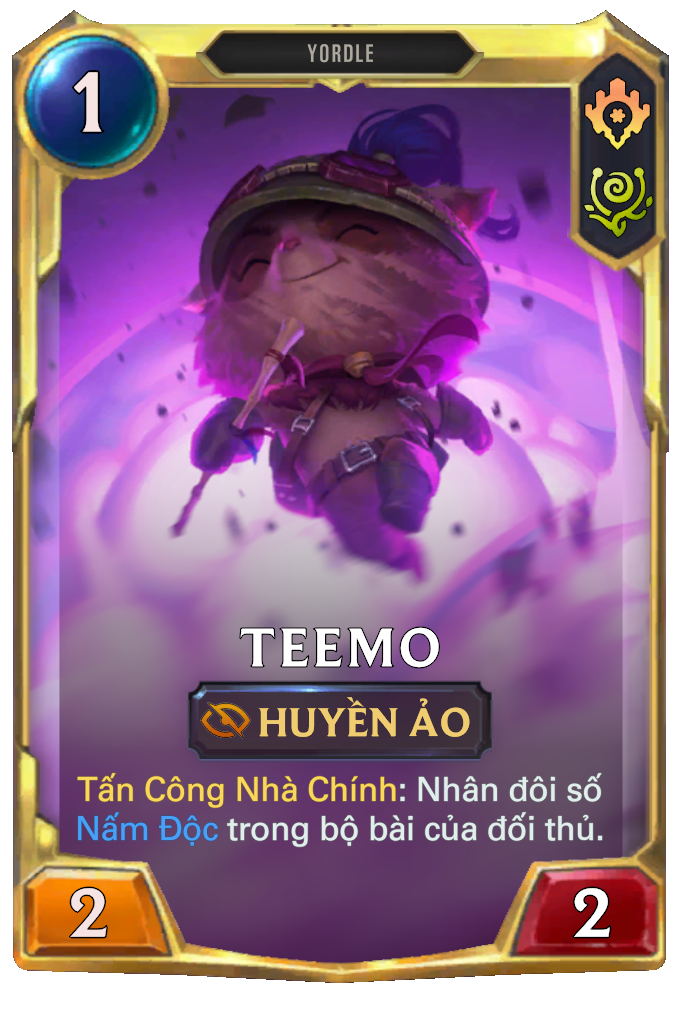 YORDLE
1
TEEMO
HUYỀN ẢO
Tấn Công Nhà Chính: Nhân đôi số
Nấm Độc trong bộ bài của đối thủ.
2
2